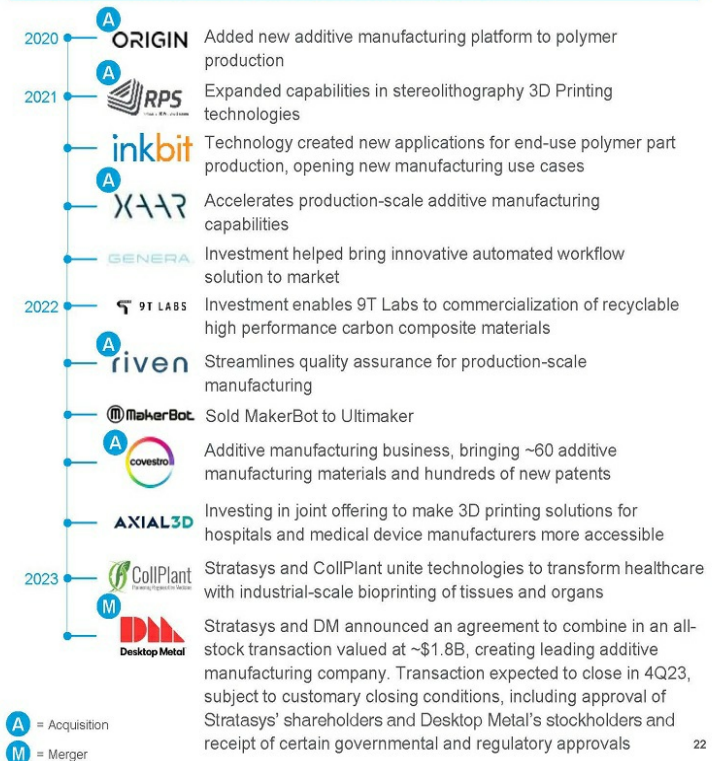 A
2020 ORIGIN Added new additive manufacturing platform to polymer
production
A
2021 RPS Expanded capabilities in stereolithography 3D Printing
technologies
inkbit Technology created new applications for end-use polymer part
production, opening new manufacturing use cases
A
XAAR Accelerates production-scale additive manufacturing
capabilities
GENERA Investment helped bring innovative automated workflow
solution to market
2022 9T LABS Investment enables 9T Labs to commercialization of recyclable
high performance carbon composite materials
A
riven Streamlines quality assurance for production-scale
manufacturing
MakerBot Sold MakerBot to Ultimaker
A
covestro Additive manufacturing business, bringing ~60 additive
manufacturing materials and hundreds of new patents
AXIAL3D Investing in joint offering to make 3D printing solutions for
hospitals and medical device manufacturers more accessible
2023 CollPlant Stratasys and CollPlant unite technologies to transform healthcare
with industrial-scale bioprinting of tissues and organs
M
DM Stratasys and DM announced an agreement to combine in an all-
Desktop Metal stock transaction valued at ~$1.8B, creating leading additive
manufacturing company. Transaction expected to close in 4Q23,
subject to customary closing conditions, including approval of
A = Acquisition Stratasys' shareholders and Desktop Metal's stockholders and
M = Merger receipt of certain governmental and regulatory approvals 22